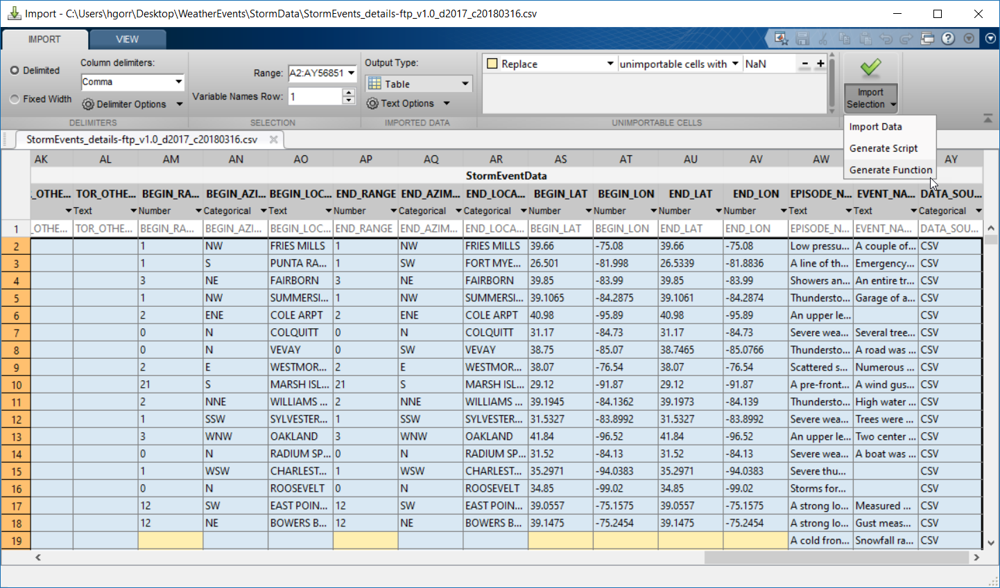 Import - C:\Users\hgorr\Desktop\WeatherEvents\StormData\StormEvents_details-ftp_v1.0_d2017_c20180316.csv
IMPORT VIEW
Delimited Column delimiters: Range: A2:AY56851 Output Type: Replace unimportable cells with NaN - +
Comma Table Import Selection
Fixed Width Delimiter Options Variable Names Row: 1 Text Options
DELIMITERS SELECTION IMPORTED DATA UNIMPORTABLE CELLS
Import Data
Generate Script
Generate Function
StormEvents_details-ftp_v1.0_d2017_c20180316.csv
AK AL AM AN AO AP AQ AR AS AT AU AV AW AY
StormEventData
_OTHE... TOR_OTHE... BEGIN_RA... BEGIN_AZI... BEGIN_LOC... END_RANGE END_AZIM... END_LOCA... BEGIN_LAT BEGIN_LON END_LAT END_LON EPISODE_N... EVENT_NA... DATA_SOU...
Text Number Categorical Text Number Categorical Categorical Number Number Number Number Text Text Categorical
1 _OTHE... TOR_OTHE... BEGIN_RA... BEGIN_AZI... BEGIN_LOC... END_RANGE END_AZIM... END_LOCA... BEGIN_LAT BEGIN_LON END_LAT END_LON EPISODE_N... EVENT_NA... DATA_SOU...
2 1 NW FRIES MILLS 1 NW FRIES MILLS 39.66 -75.08 39.66 -75.08 Low pressu... A couple of... CSV
3 1 S PUNTA RA... 1 SW FORT MYE... 26.501 -81.998 26.5339 -81.8836 A line of th... Emergency... CSV
4 3 NE FAIRBORN 3 NE FAIRBORN 39.85 -83.99 39.85 -83.99 Showers an... An entire tr... CSV
5 1 NW SUMMERSI... 1 NW SUMMERSI... 39.1065 -84.2875 39.1061 -84.2874 Thundersto... Garage of a... CSV
6 2 ENE COLE ARPT 2 ENE COLE ARPT 40.98 -95.89 40.98 -95.89 An upper le... CSV
7 0 N COLQUITT 0 N COLQUITT 31.17 -84.73 31.17 -84.73 Severe wea... Several tree... CSV
8 0 N VEVAY 0 SW VEVAY 38.75 -85.07 38.7465 -85.0766 Thundersto... A road was ... CSV
9 2 E WESTMOR... 2 E WESTMOR... 38.07 -76.54 38.07 -76.54 Scattered s... Numerous ... CSV
10 21 S MARSH ISL... 21 S MARSH ISL... 29.12 -91.87 29.12 -91.87 A pre-front... A wind gus... CSV
11 2 NNE WILLIAMS ... 2 NNE WILLIAMS ... 39.1945 -84.1362 39.1973 -84.139 Thundersto... High water ... CSV
12 1 SSW SYLVESTER... 1 SSW SYLVESTER... 31.5327 -83.8992 31.5327 -83.8992 Severe wea... Trees were ... CSV
13 3 WNW OAKLAND 3 WNW OAKLAND 41.84 -96.52 41.84 -96.52 An upper le... Two center ... CSV
14 0 N RADIUM SP... 0 N RADIUM SP... 31.52 -84.13 31.52 -84.13 Severe wea... A boat was ... CSV
15 1 WSW CHARLEST... 1 WSW CHARLEST... 35.2971 -94.0383 35.2971 -94.0383 Severe thu... CSV
16 0 N ROOSEVELT 0 N ROOSEVELT 34.85 -99.02 34.85 -99.02 Storms for... CSV
17 12 SW EAST POIN... 12 SW EAST POIN... 39.0557 -75.1575 39.0557 -75.1575 A strong lo... Measured ... CSV
18 12 NE BOWERS B... 12 NE BOWERS B... 39.1475 -75.2454 39.1475 -75.2454 A strong lo... Gust meas... CSV
19 A cold fron... Snowfall ra... CSV